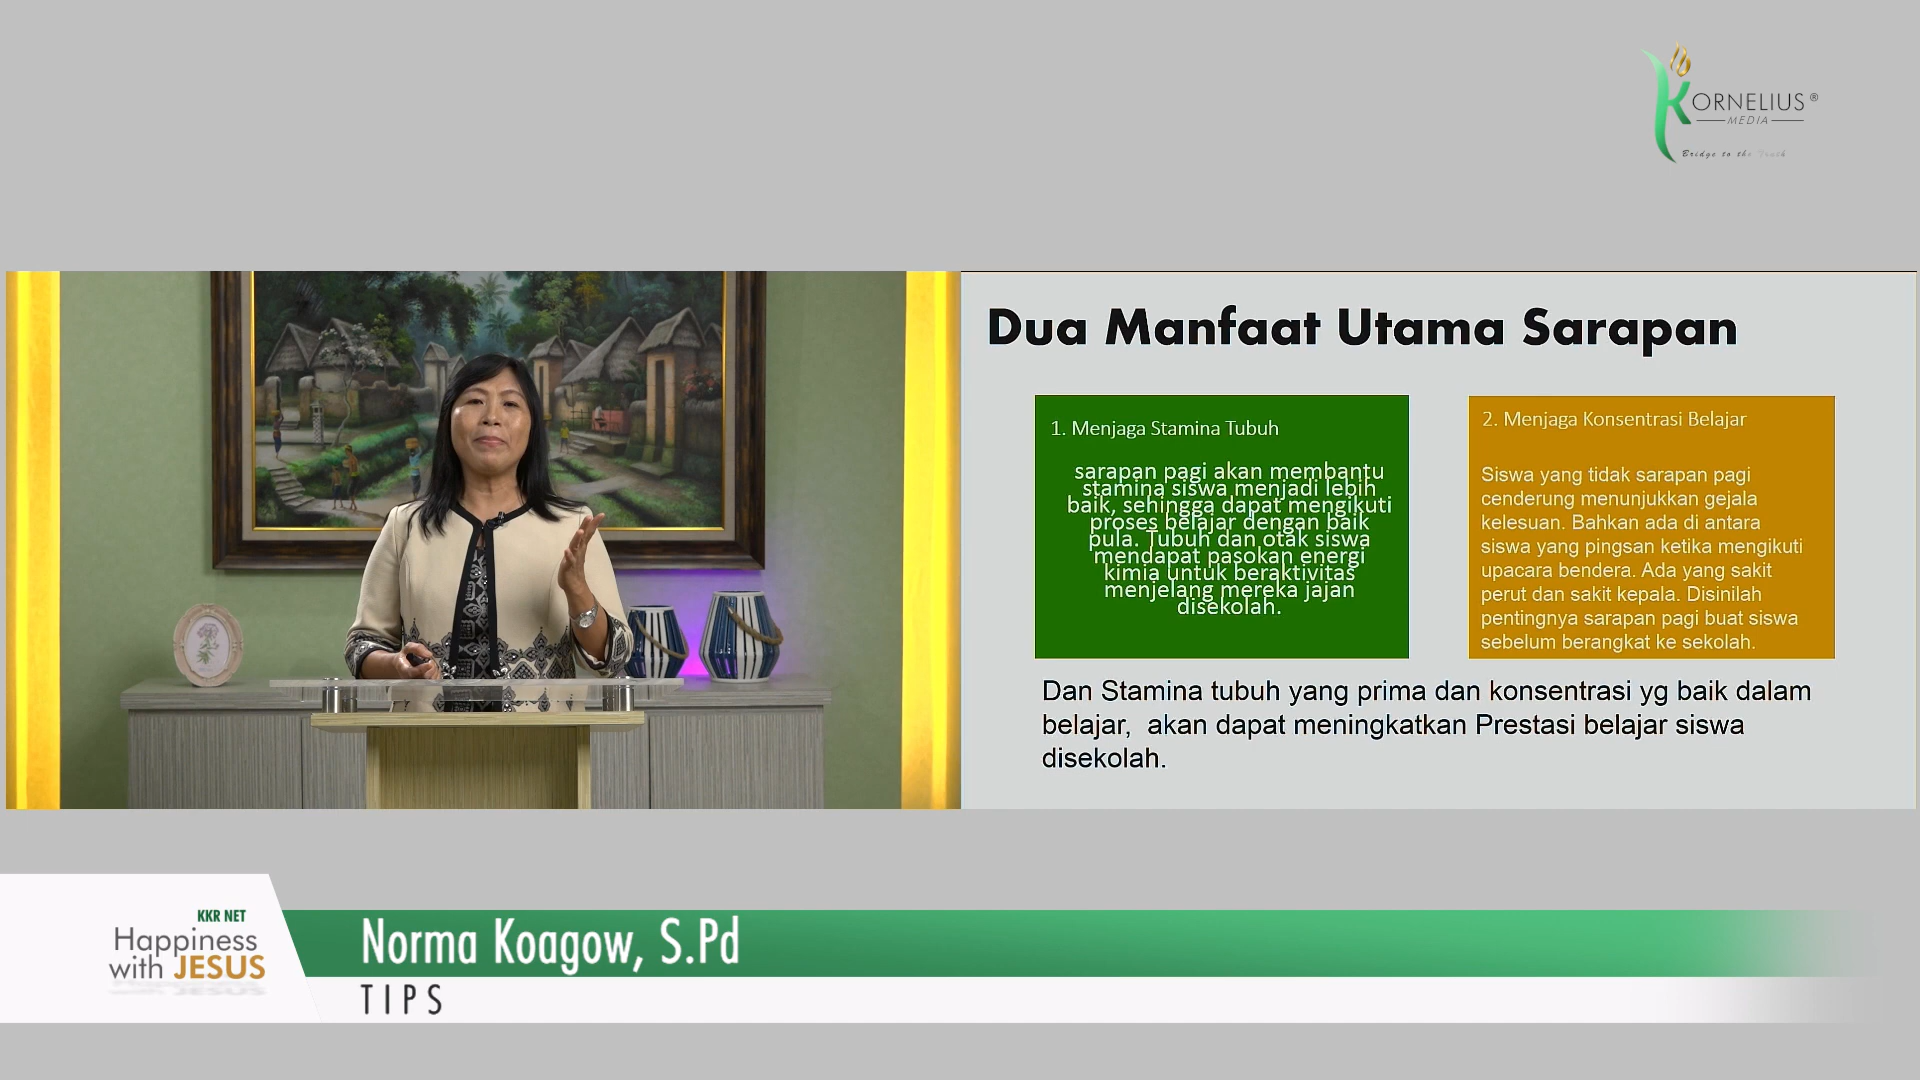 KORNELIUS®
MEDIA
Bridge to the Truth
Dua Manfaat Utama Sarapan
1. Menjaga Stamina Tubuh
sarapan pagi akan membantu
stamina siswa menjadi lebih
baik, sehingga dapat mengikuti
proses belajar dengan baik
pula. Tubuh dan otak siswa
mendapat pasokan energi
kimia untuk beraktivitas
menjelang mereka jajan
disekolah.
2. Menjaga Konsentrasi Belajar
Siswa yang tidak sarapan pagi
cenderung menunjukkan gejala
kelesuan. Bahkan ada di antara
siswa yang pingsan ketika mengikuti
upacara bendera. Ada yang sakit
perut dan sakit kepala. Disinilah
pentingnya sarapan pagi buat siswa
sebelum berangkat ke sekolah.
Dan Stamina tubuh yang prima dan konsentrasi yg baik dalam
belajar,  akan dapat meningkatkan Prestasi belajar siswa
disekolah.
KKR NET
Happiness
with JESUS
Norma Koagow, S.Pd
TIPS